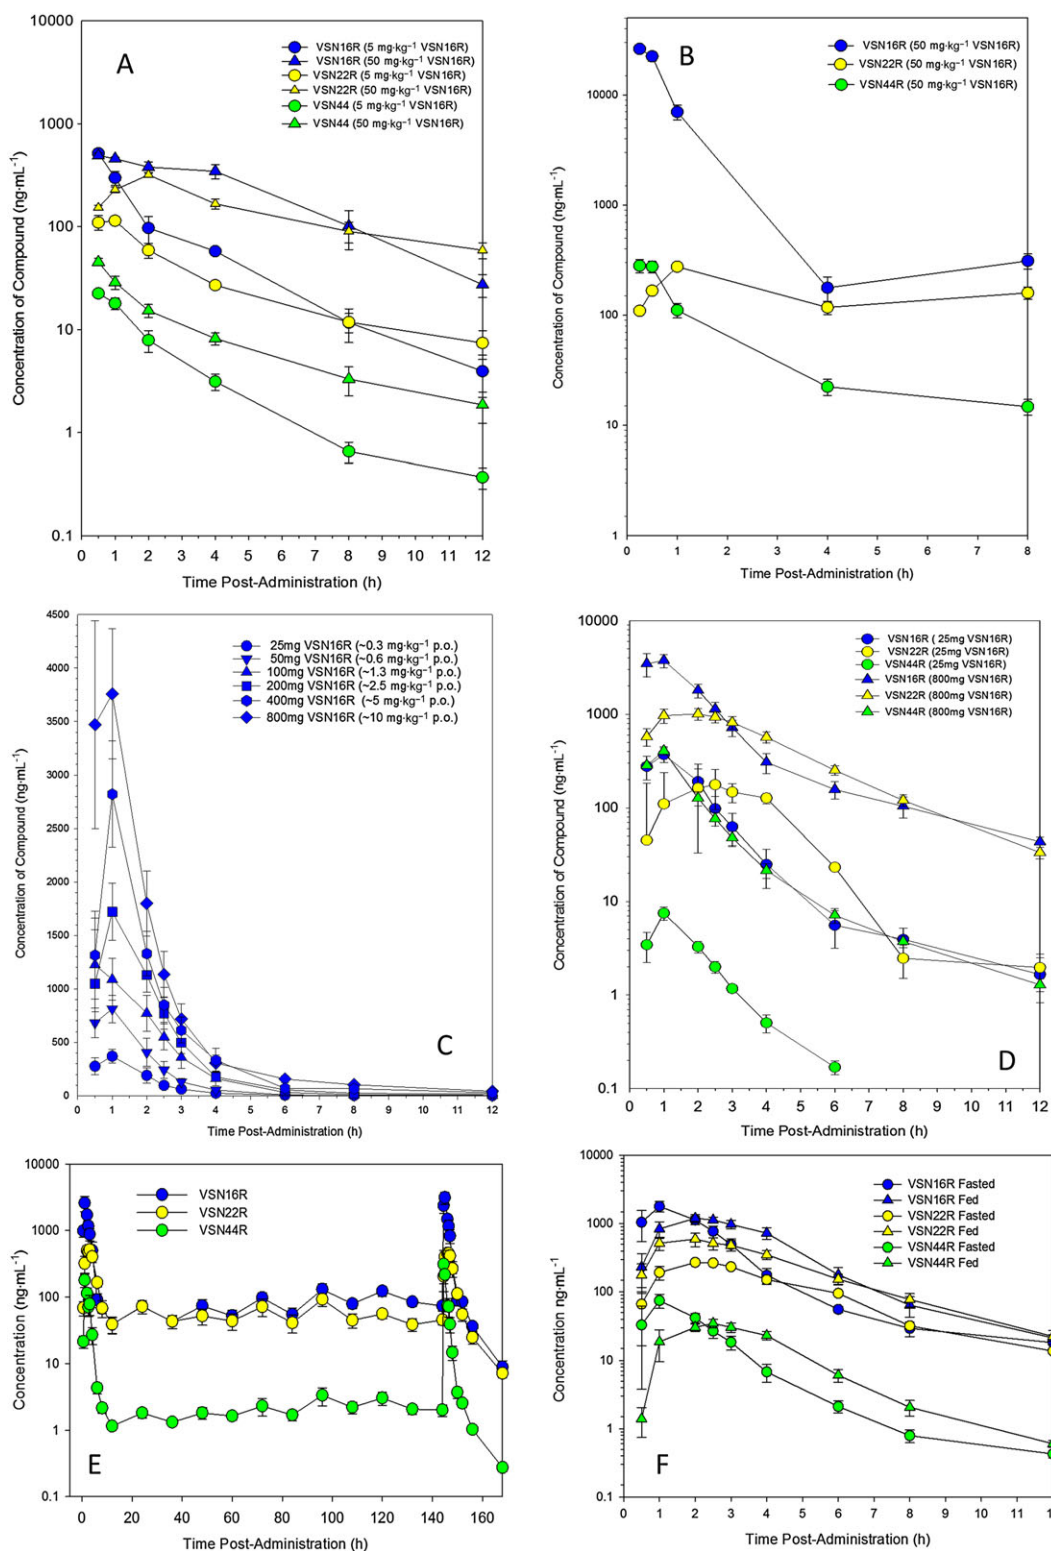 A
VSN16R (5 mg·kg⁻¹ VSN16R)
VSN16R (50 mg·kg⁻¹ VSN16R)
VSN22R (5 mg·kg⁻¹ VSN16R)
VSN22R (50 mg·kg⁻¹ VSN16R)
VSN44 (5 mg·kg⁻¹ VSN16R)
VSN44 (50 mg·kg⁻¹ VSN16R)
Concentration of Compound (ng·mL⁻¹)
10000
1000
100
10
1
0.1
0 1 2 3 4 5 6 7 8 9 10 11 12
Time Post-Administration (h)
B
VSN16R (50 mg·kg⁻¹ VSN16R)
VSN22R (50 mg·kg⁻¹ VSN16R)
VSN44R (50 mg·kg⁻¹ VSN16R)
Concentration of Compound (ng·mL⁻¹)
10000
1000
100
10
1
0 1 2 3 4 5 6 7 8
Time Post-Administration (h)
C
25mg VSN16R (~0.3 mg·kg⁻¹ p.o.)
50mg VSN16R (~0.6 mg·kg⁻¹ p.o.)
100mg VSN16R (~1.3 mg·kg⁻¹ p.o.)
200mg VSN16R (~2.5 mg·kg⁻¹ p.o.)
400mg VSN16R (~5 mg·kg⁻¹ p.o.)
800mg VSN16R (~10 mg·kg⁻¹ p.o.)
Concentration of Compound (ng·mL⁻¹)
4500
4000
3500
3000
2500
2000
1500
1000
500
0
0 1 2 3 4 5 6 7 8 9 10 11 12
Time Post-Administration (h)
D
VSN16R ( 25mg VSN16R)
VSN22R (25mg VSN16R)
VSN44R (25mg VSN16R)
VSN16R (800mg VSN16R)
VSN22R (800mg VSN16R)
VSN44R (800mg VSN16R)
Concentration of Compound (ng·mL⁻¹)
10000
1000
100
10
1
0.1
0 1 2 3 4 5 6 7 8 9 10 11 12
Time Post-Administration (h)
E
VSN16R
VSN22R
VSN44R
Concentration (ng·mL⁻¹)
10000
1000
100
10
1
0.1
0 20 40 60 80 100 120 140 160
Time Post-Administration (h)
F
VSN16R Fasted
VSN16R Fed
VSN22R Fasted
VSN22R Fed
VSN44R Fasted
VSN44R Fed
Concentration ng·mL⁻¹)
10000
1000
100
10
1
0.1
0 1 2 3 4 5 6 7 8 9 10 11
Time Post-Administration (h)